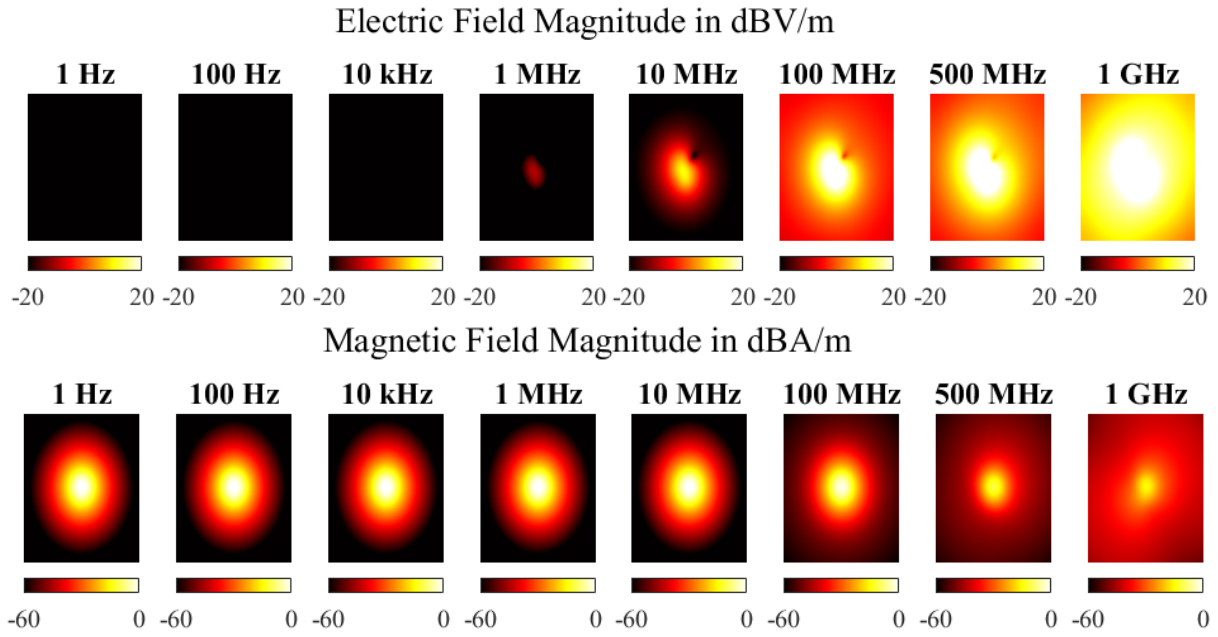 Electric Field Magnitude in dBV/m
1 Hz 100 Hz 10 kHz 1 MHz 10 MHz 100 MHz 500 MHz 1 GHz
-20 20 -20 20 -20 20 -20 20 -20 20 -20 20 -20 20 -20 20
Magnetic Field Magnitude in dBA/m
1 Hz 100 Hz 10 kHz 1 MHz 10 MHz 100 MHz 500 MHz 1 GHz
-60 0 -60 0 -60 0 -60 0 -60 0 -60 0 -60 0 -60 0